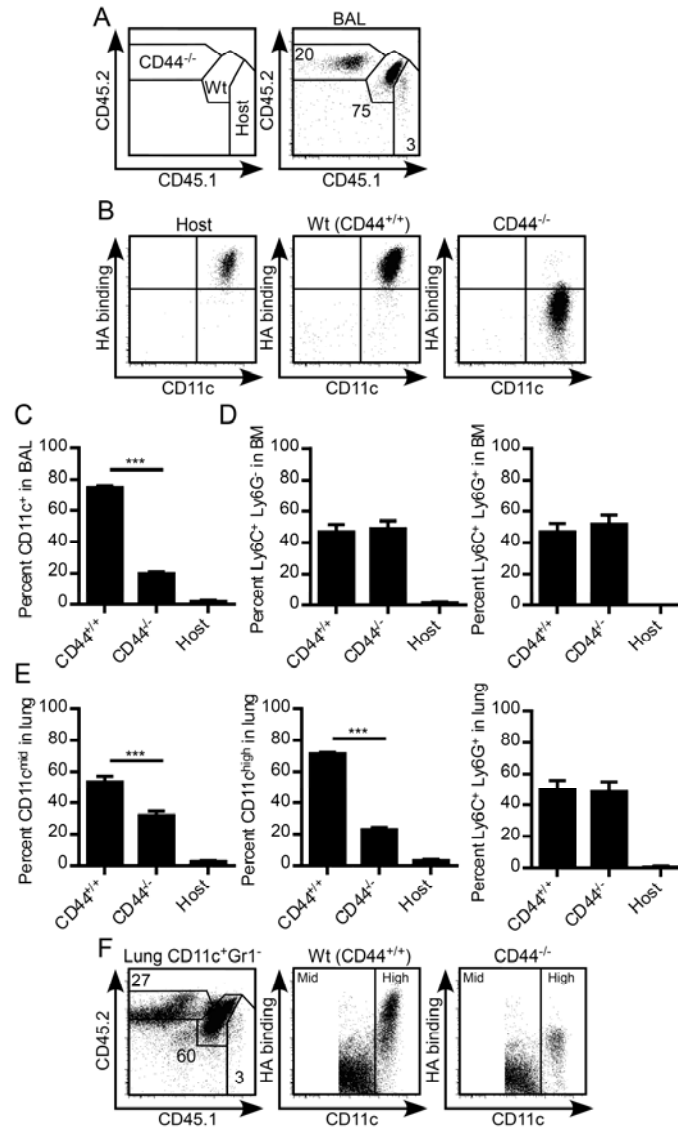 A
BAL
CD44-/-
Wt
Host
CD45.2
CD45.1
20
75
3
CD45.2
CD45.1
B
Host
Wt (CD44+/+)
CD44-/-
HA binding
CD11c
HA binding
CD11c
HA binding
CD11c
C
D
Percent CD11c+ in BAL
100
80
60
40
20
0
***
CD44+/+
CD44-/-
Host
Percent Ly6C+ Ly6G- in BM
100
80
60
40
20
0
CD44+/+
CD44-/-
Host
Percent Ly6C+ Ly6G+ in BM
100
80
60
40
20
0
CD44+/+
CD44-/-
Host
E
Percent CD11cmid in lung
100
80
60
40
20
0
***
CD44+/+
CD44-/-
Host
Percent CD11chigh in lung
100
80
60
40
20
0
***
CD44+/+
CD44-/-
Host
Percent Ly6C+ Ly6G+ in lung
100
80
60
40
20
0
CD44+/+
CD44-/-
Host
F
Lung CD11c+Gr1-
Wt (CD44+/+)
CD44-/-
27
60
3
CD45.2
CD45.1
Mid
High
HA binding
CD11c
Mid
High
HA binding
CD11c